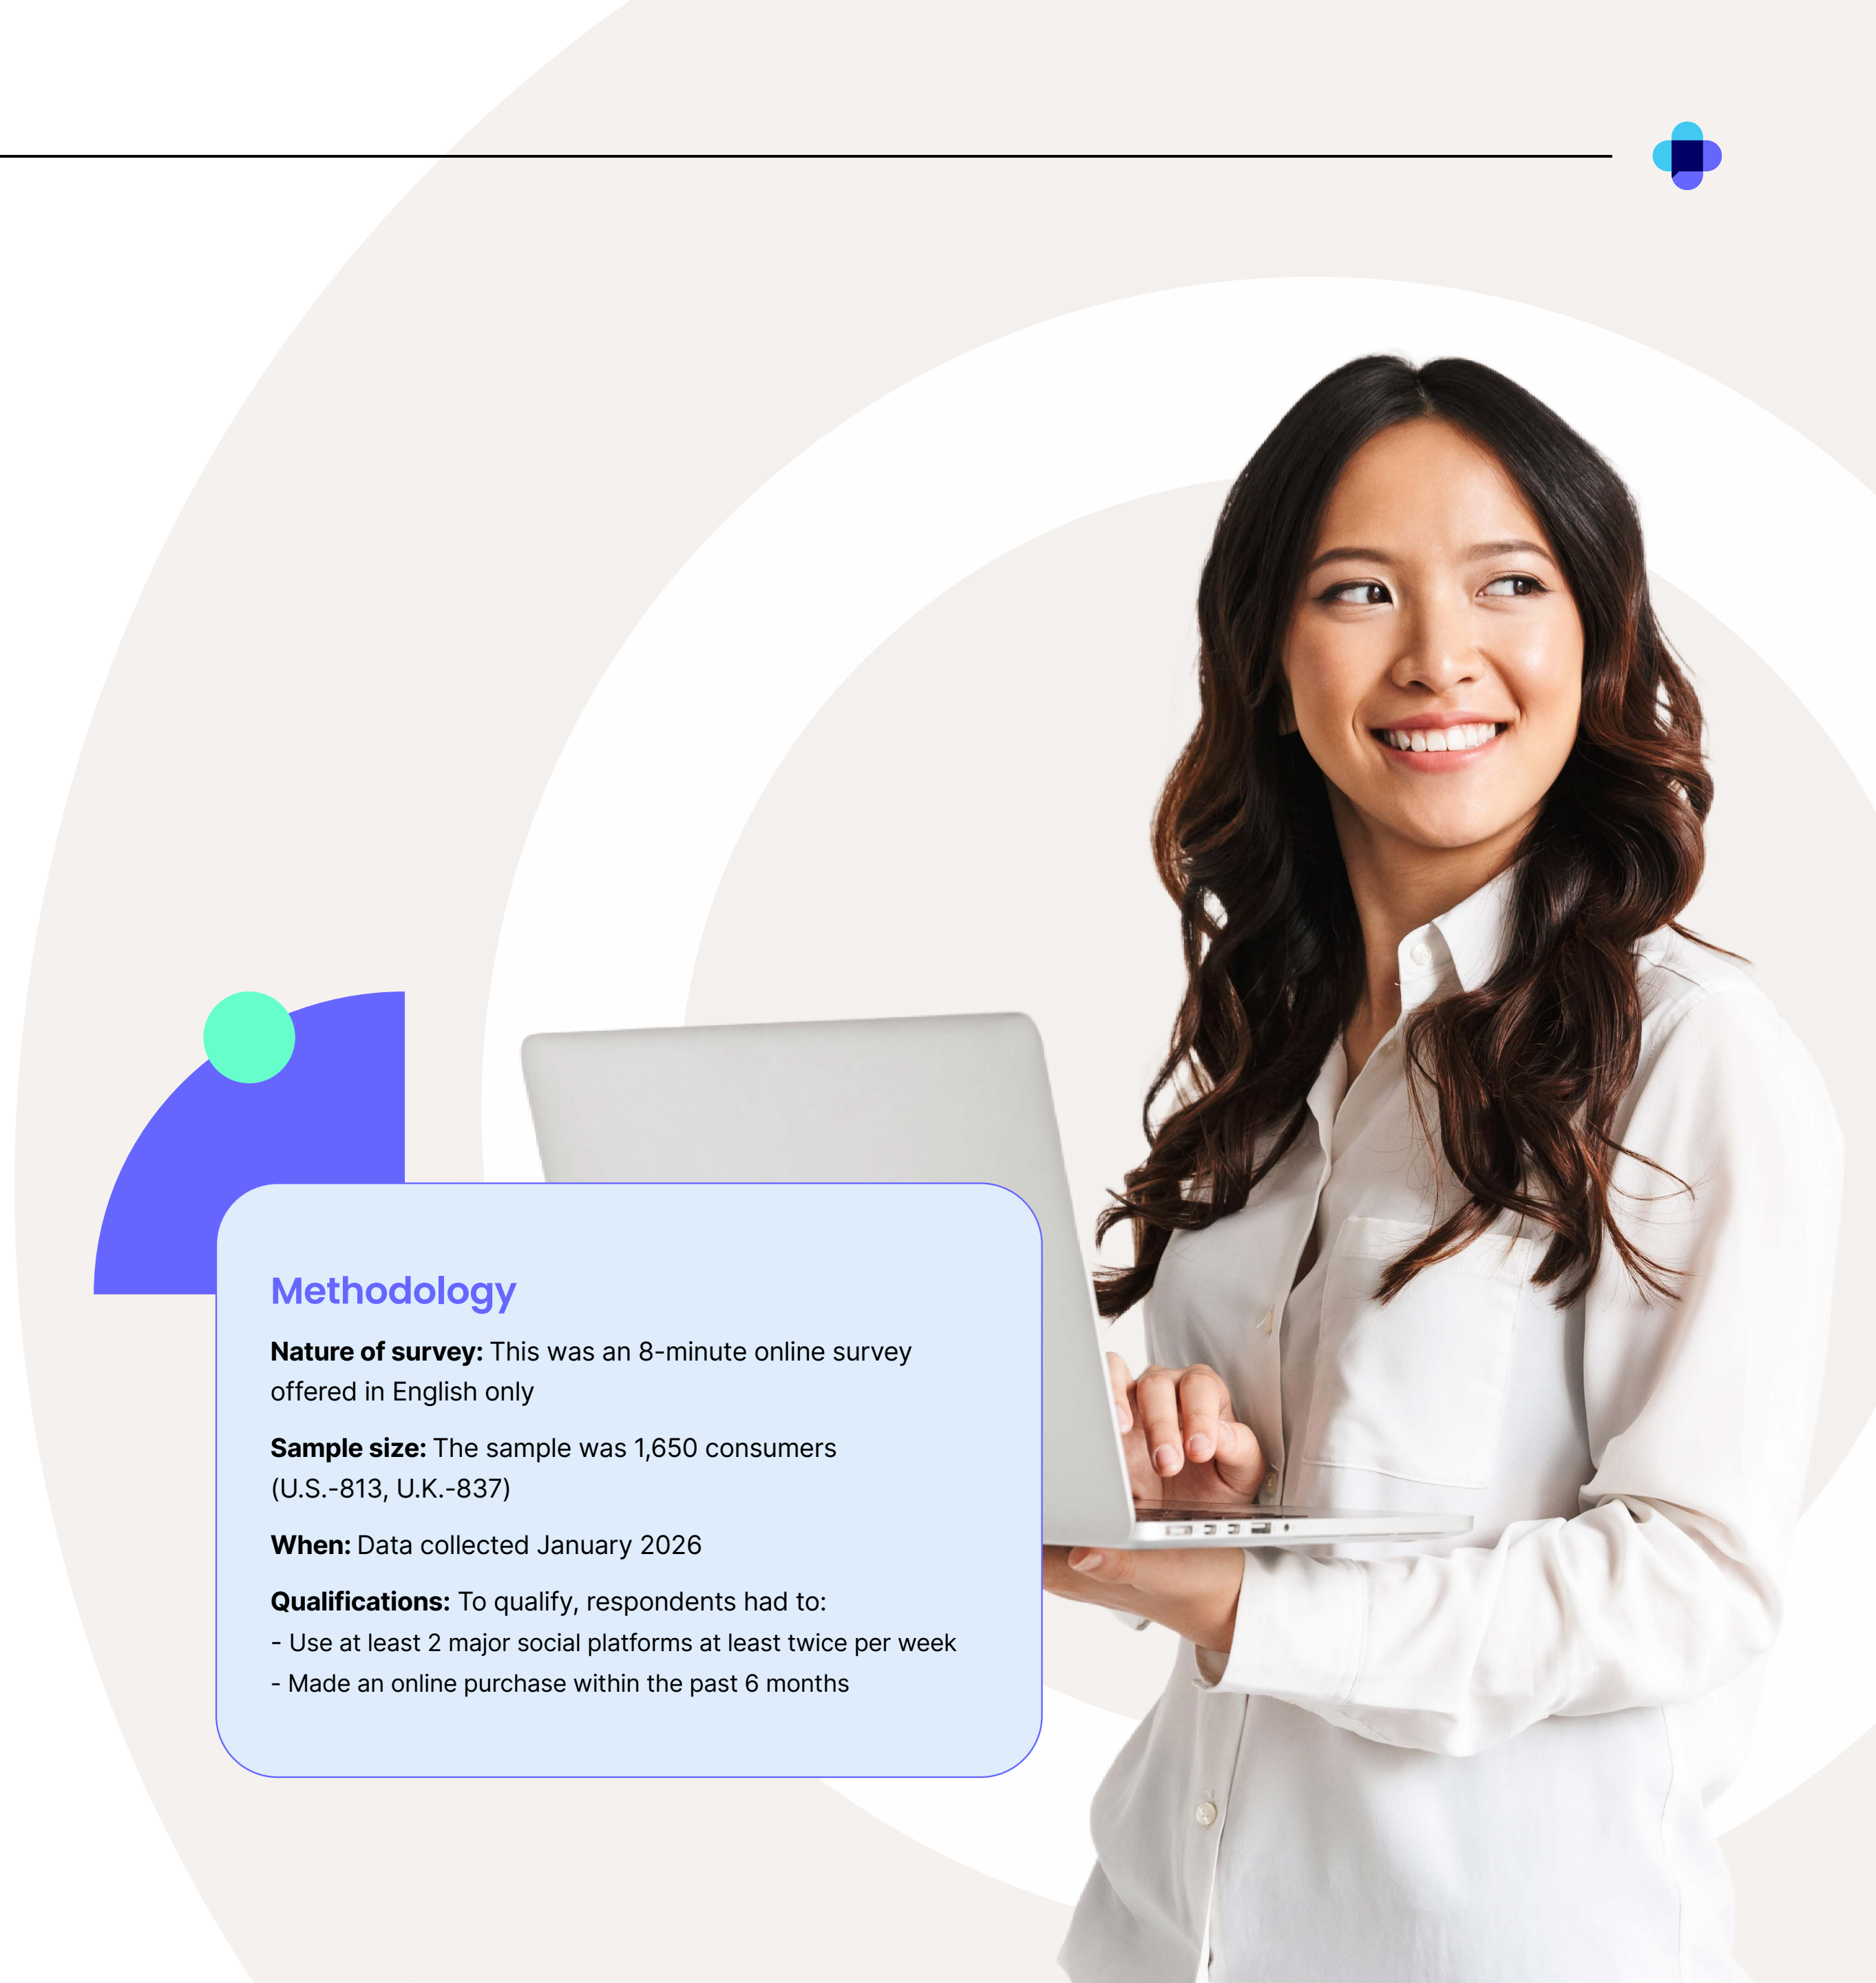 Methodology
Nature of survey: This was an 8-minute online survey
offered in English only
Sample size: The sample was 1,650 consumers
(U.S.-813, U.K.-837)
When: Data collected January 2026
Qualifications: To qualify, respondents had to:
- Use at least 2 major social platforms at least twice per week
- Made an online purchase within the past 6 months